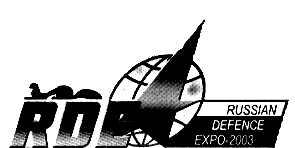 RDE
RUSSIAN
DEFENCE
EXPO-2003